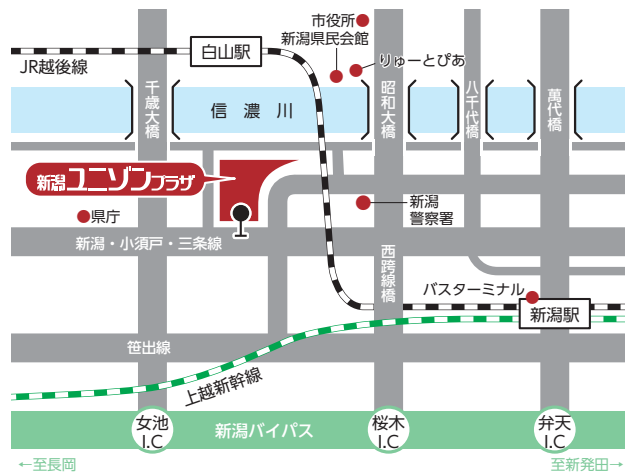 市役所
新潟県民会館
りゅーとぴあ
白山駅
JR越後線
千歳大橋
信濃川
昭和大橋
八千代橋
萬代橋
新潟ユニゾンプラザ
県庁
新潟
警察署
新潟・小須戸・三条線
西跨線橋
バスターミナル
新潟駅
笹出線
上越新幹線
女池
I.C
新潟バイパス
桜木
I.C
弁天
I.C
←至長岡
至新発田→